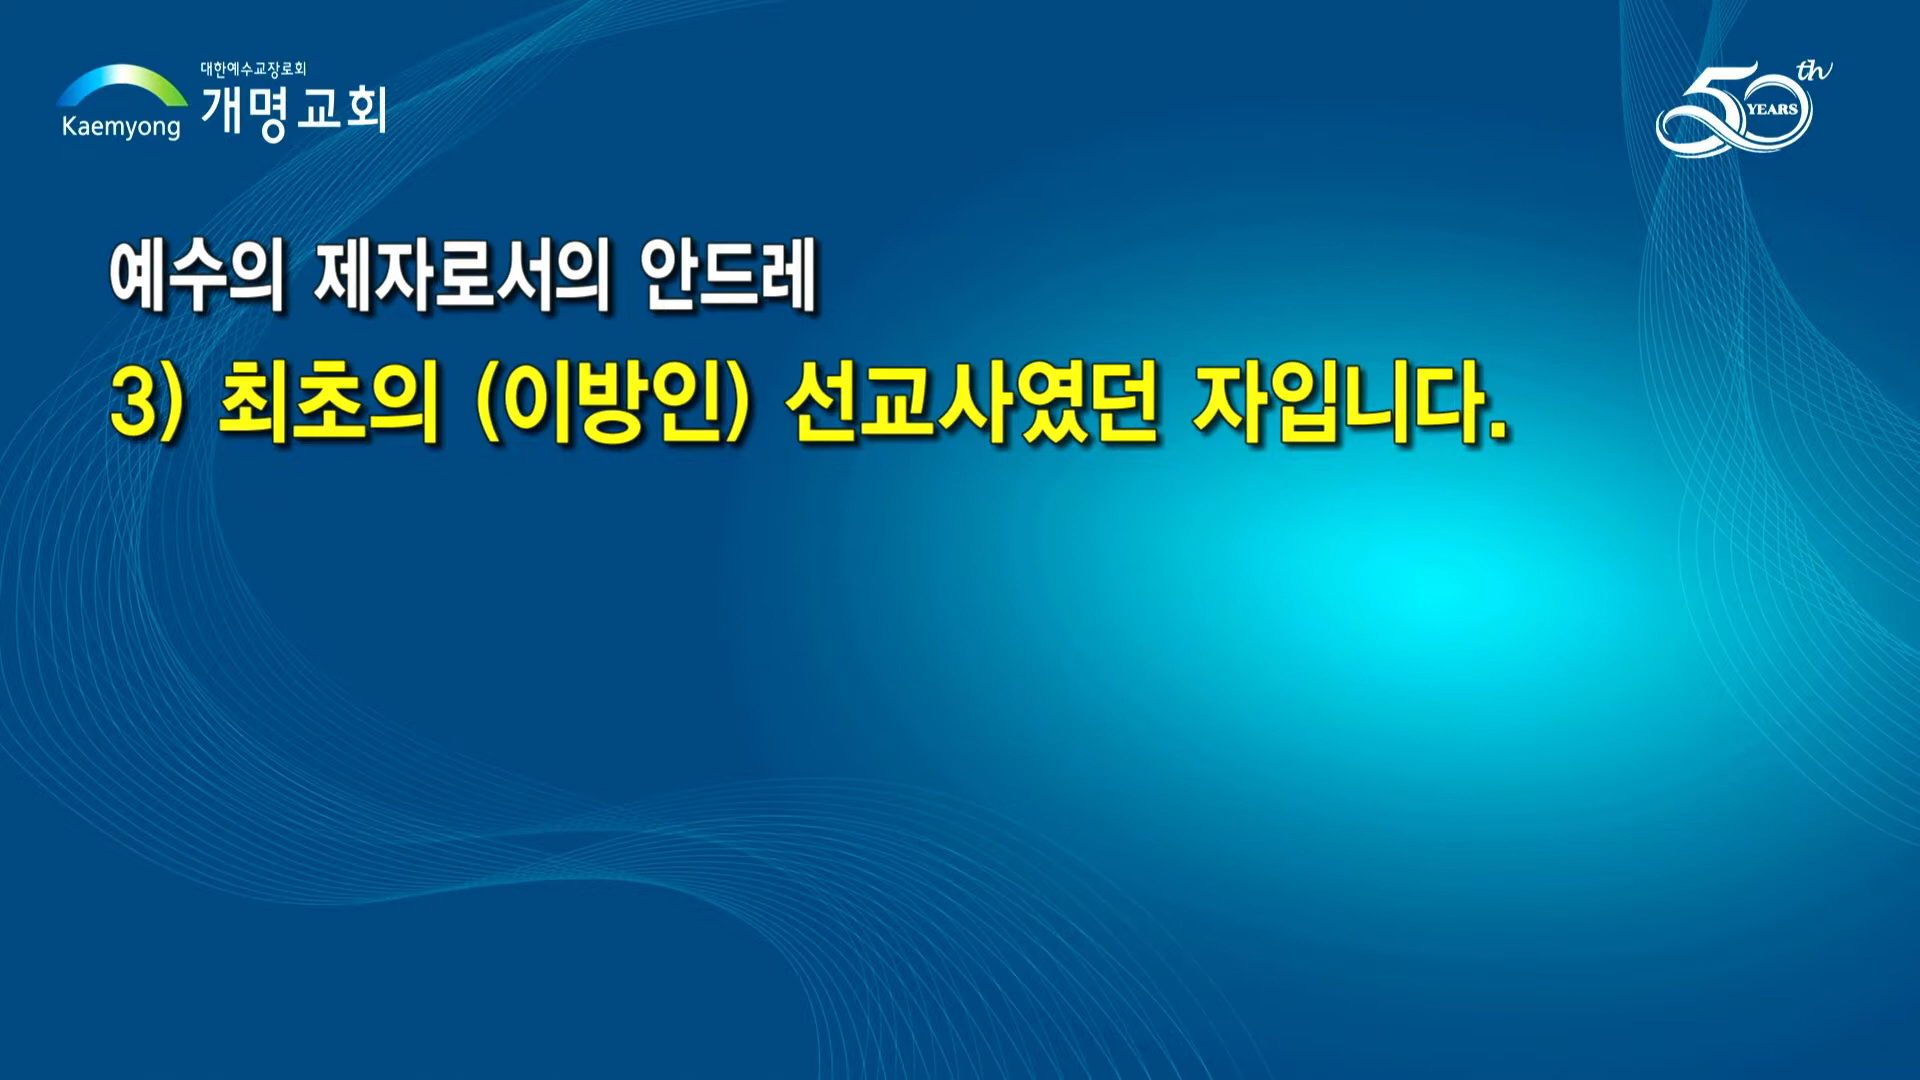 대한예수교장로회
Kaemyong 개명교회
50th YEARS
예수의 제자로서의 안드레
3) 최초의 (이방인) 선교사였던 자입니다.